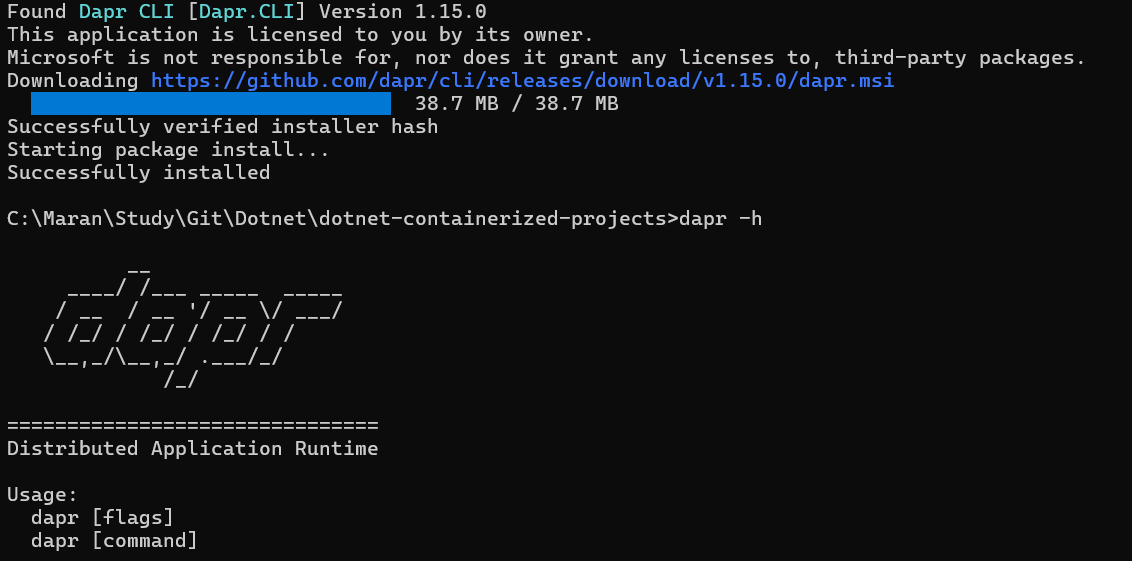 Found Dapr CLI [Dapr.CLI] Version 1.15.0
This application is licensed to you by its owner.
Microsoft is not responsible for, nor does it grant any licenses to, third-party packages.
Downloading https://github.com/dapr/cli/releases/download/v1.15.0/dapr.msi
38.7 MB / 38.7 MB
Successfully verified installer hash
Starting package install...
Successfully installed
C:\Maran\Study\Git\Dotnet\dotnet-containerized-projects>dapr -h
          __
     ____/ /___ _____  _____
    / __  / __ '/ __ \/ ___/
   / /_/ / /_/ / /_/ / /
   \__,_/\__,_/ .___/_/
             /_/
===============================
Distributed Application Runtime
Usage:
  dapr [flags]
  dapr [command]